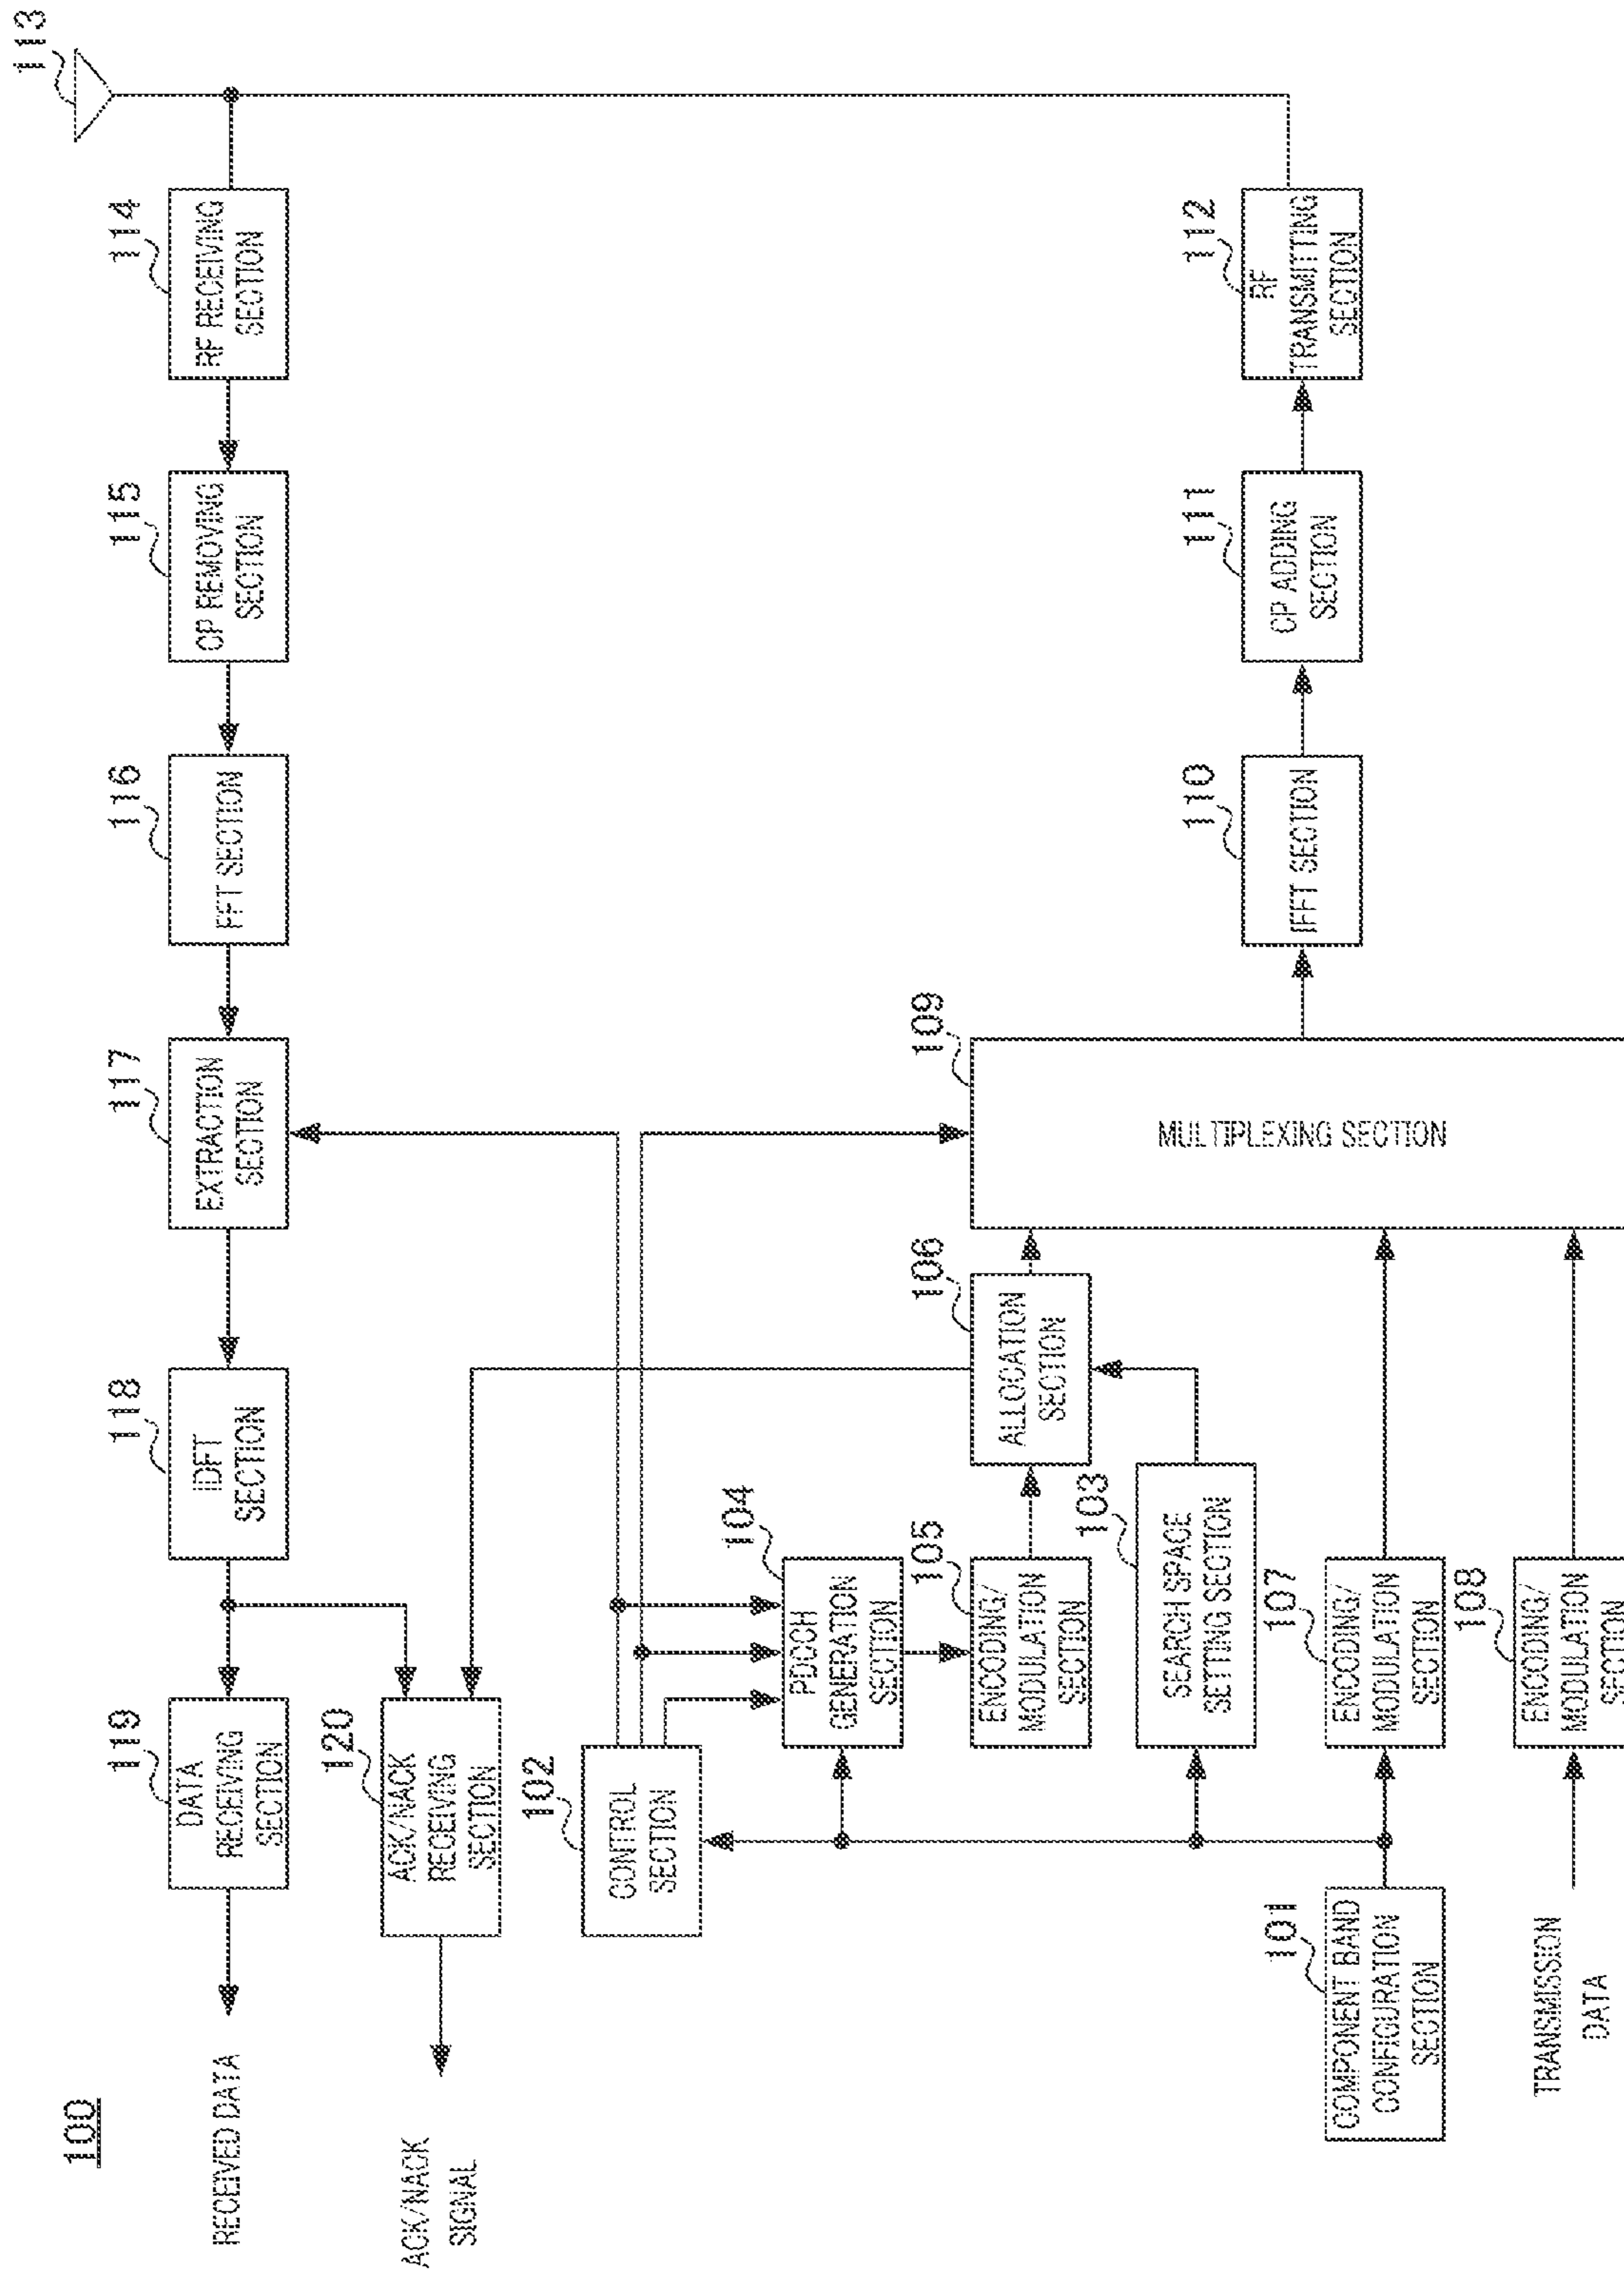 100
RECEIVED DATA
119
DATA
RECEIVING
SECTION
118
IDFT
SECTION
117
EXTRACTION
SECTION
116
FFT SECTION
115
CP REMOVING
SECTION
114
RF RECEIVING
SECTION
113
ACK/NACK
SIGNAL
120
ACK/NACK
RECEIVING
SECTION
102
CONTROL
SECTION
104
PDCCH
GENERATION
SECTION
105
ENCODING/
MODULATION
SECTION
106
ALLOCATION
SECTION
103
SEARCH SPACE
SETTING SECTION
109
MULTIPLEXING SECTION
110
IFFT SECTION
111
CP ADDING
SECTION
112
RF
TRANSMITTING
SECTION
101
COMPONENT BAND
CONFIGURATION
SECTION
107
ENCODING/
MODULATION
SECTION
108
ENCODING/
MODULATION
SECTION
TRANSMISSION
DATA